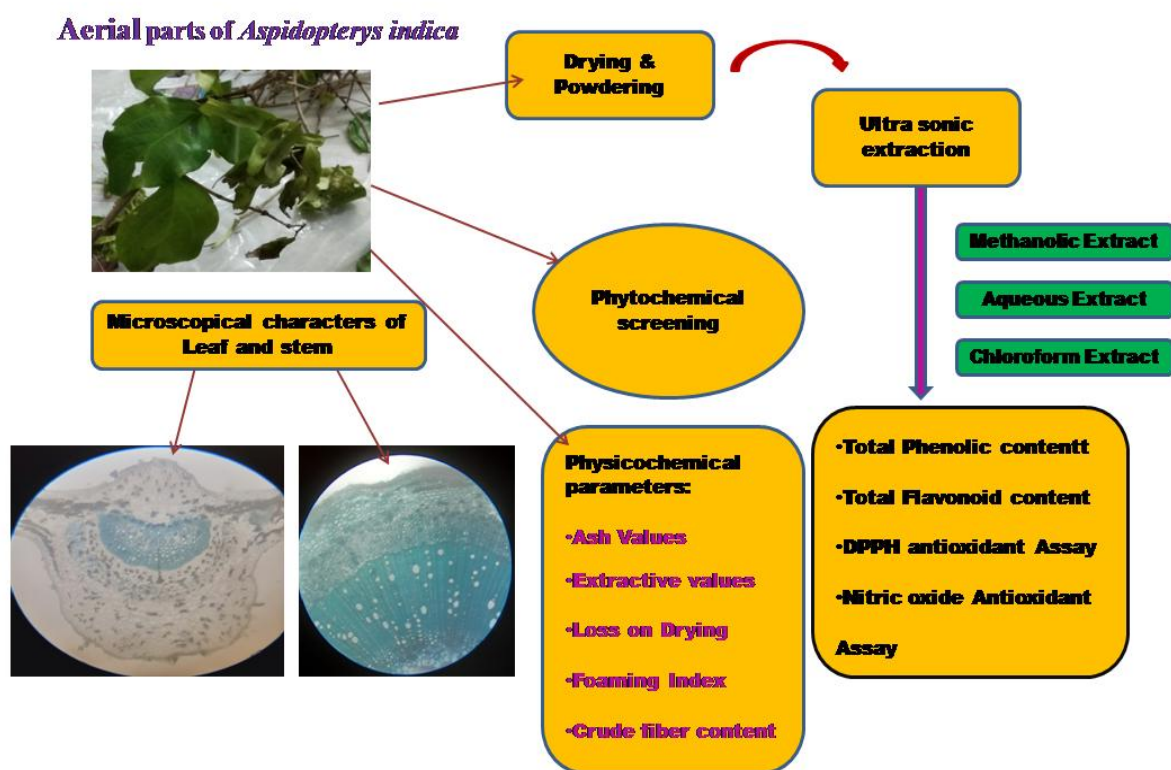 Aerial parts of Aspidopterys indica
Drying &
Powdering
Ultra sonic
extraction
Methanolic Extract
Aqueous Extract
Chloroform Extract
Phytochemical
screening
Microscopical characters of
Leaf and stem
Physicochemical
parameters:
•Ash Values
•Extractive values
•Loss on Drying
•Foaming Index
•Crude fiber content
•Total Phenolic contentt
•Total Flavonoid content
•DPPH antioxidant Assay
•Nitric oxide Antioxidant
Assay